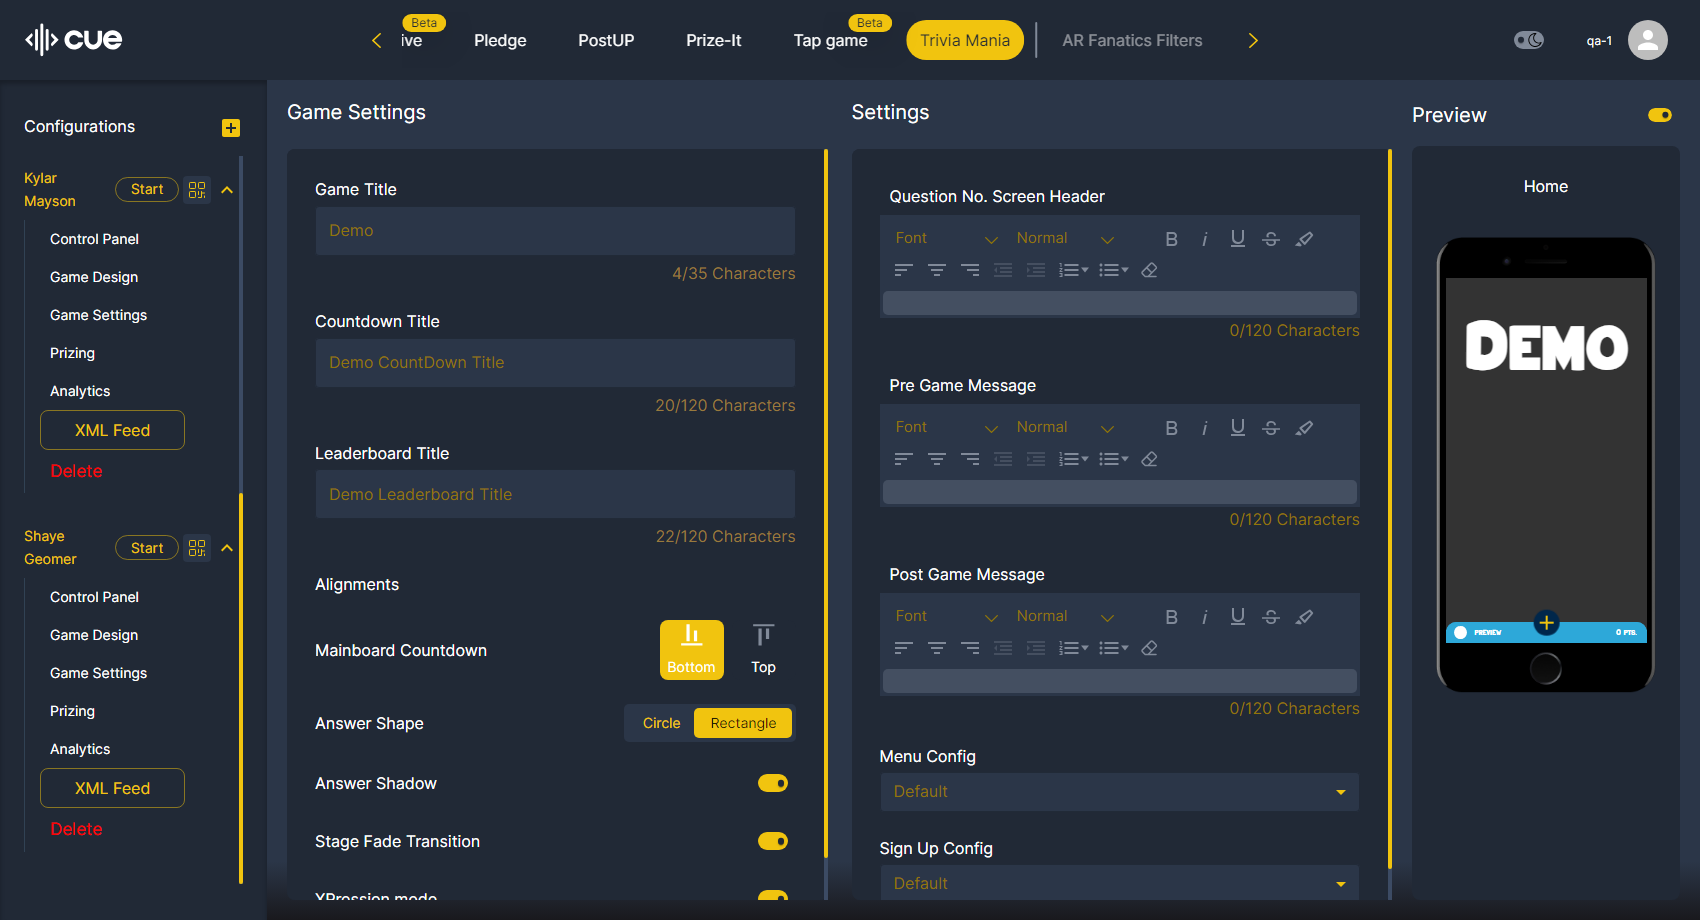 cue
Beta
ive
Pledge
PostUP
Prize-It
Tap game
Beta
Trivia Mania
AR Fanatics Filters
qa-1
Configurations
Kylar
Mayson
Start
Control Panel
Game Design
Game Settings
Prizing
Analytics
XML Feed
Delete
Shaye
Geomer
Start
Control Panel
Game Design
Game Settings
Prizing
Analytics
XML Feed
Delete
Game Settings
Game Title
Demo
4/35 Characters
Countdown Title
Demo CountDown Title
20/120 Characters
Leaderboard Title
Demo Leaderboard Title
22/120 Characters
Alignments
Mainboard Countdown
Bottom
Top
Answer Shape
Circle
Rectangle
Answer Shadow
Stage Fade Transition
XPression mode
Settings
Question No. Screen Header
Font
Normal
B i U S
0/120 Characters
Pre Game Message
Font
Normal
B i U S
0/120 Characters
Post Game Message
Font
Normal
B i U S
0/120 Characters
Menu Config
Default
Sign Up Config
Default
Preview
Home
DEMO
PREVIEW
0 PTS.